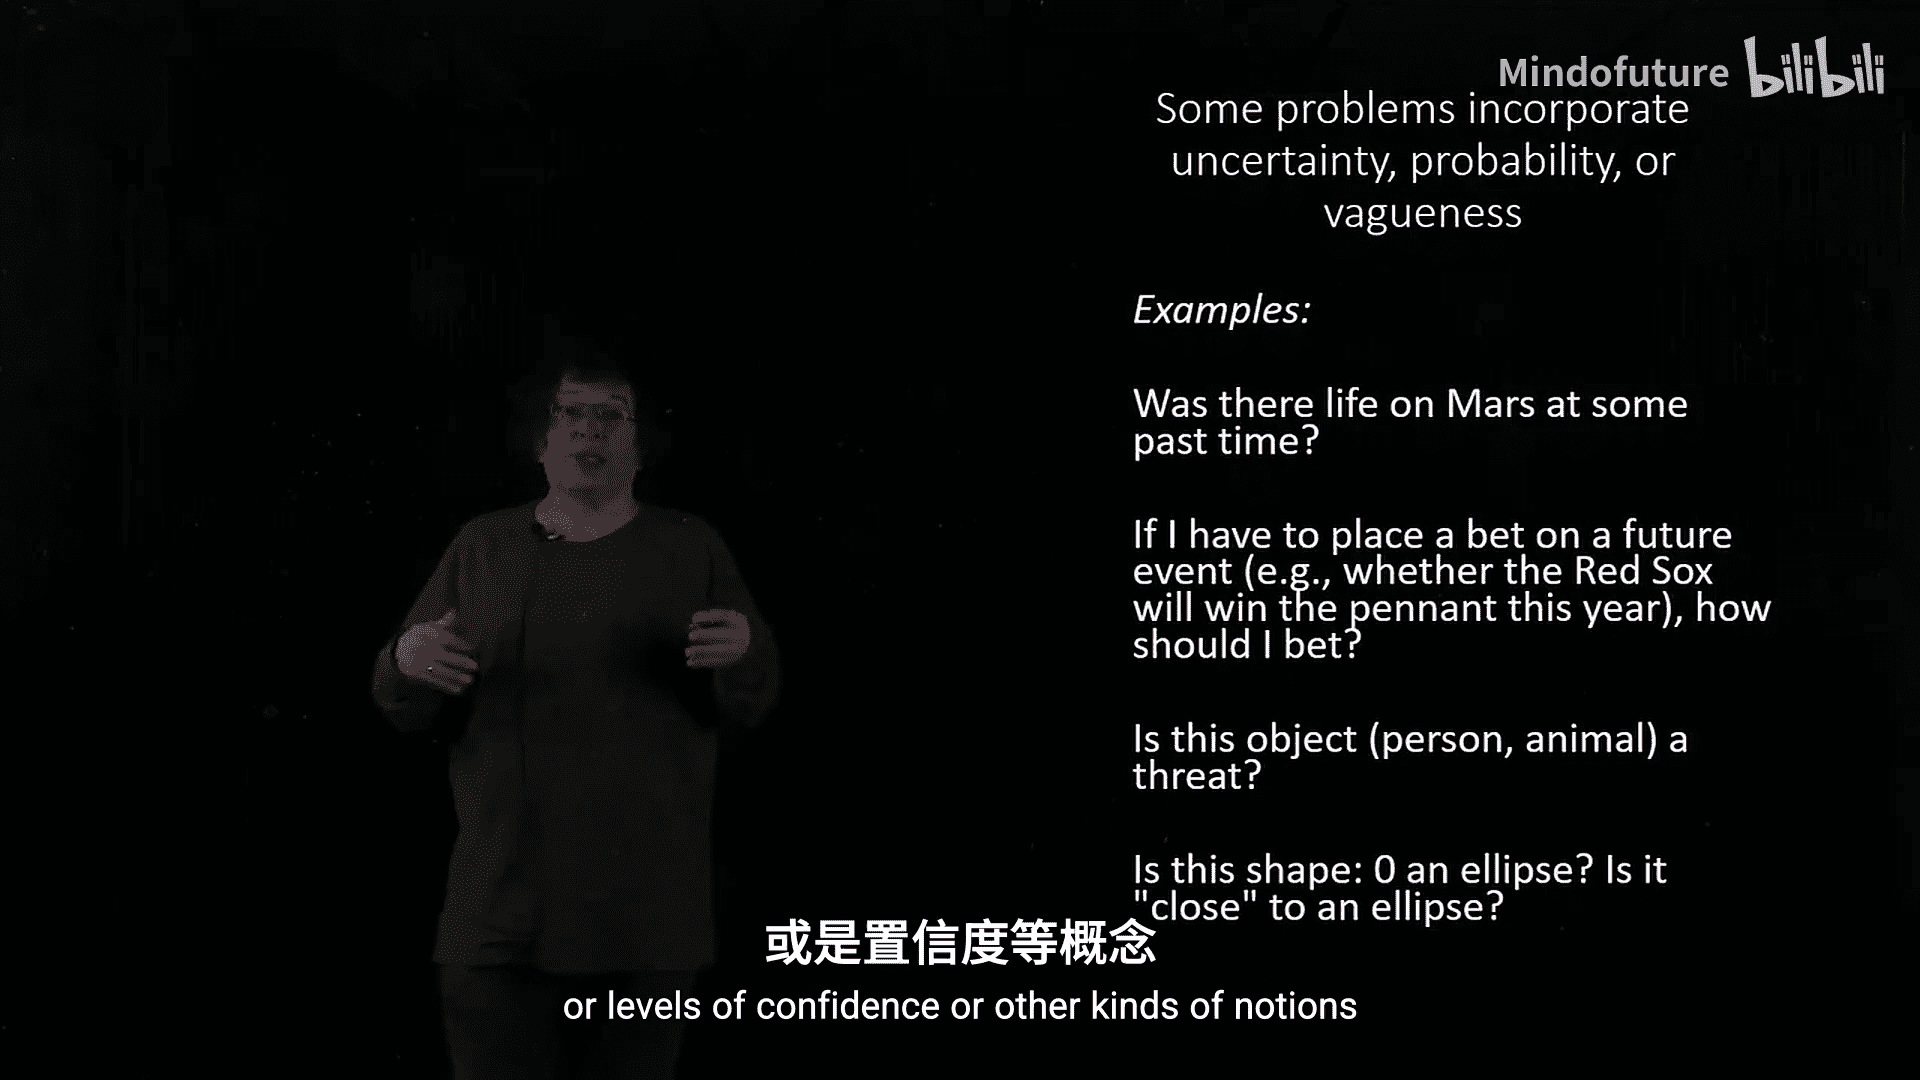 Mindofuture bilibili
Some problems incorporate
uncertainty, probability, or
vagueness
Examples:
Was there life on Mars at some
past time?
If I have to place a bet on a future
event (e.g., whether the Red Sox
will win the pennant this year), how
should I bet?
Is this object (person, animal) a
threat?
Is this shape: 0 an ellipse? Is it
"close" to an ellipse?
或是置信度等概念
or levels of confidence or other kinds of notions